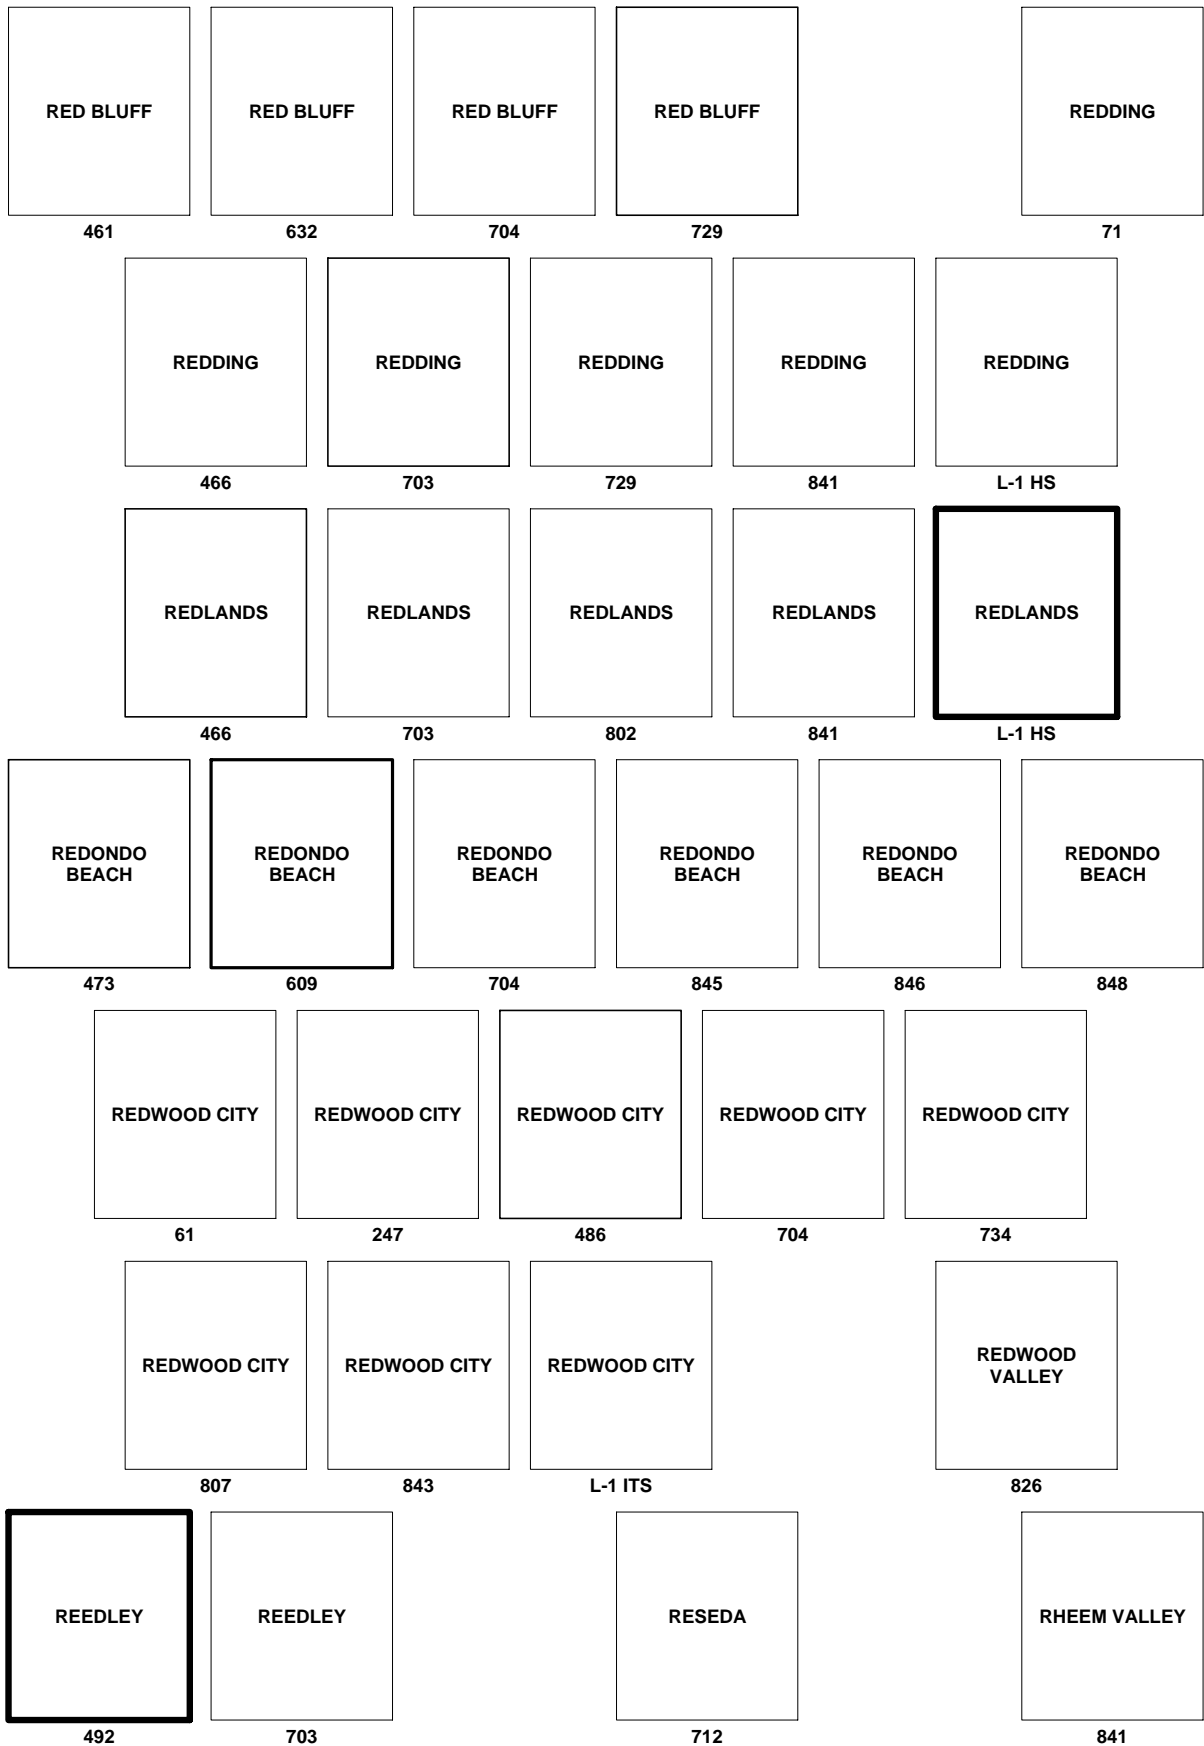 RED BLUFF RED BLUFF RED BLUFF RED BLUFF REDDING
461 632 704 729 71
REDDING REDDING REDDING REDDING REDDING
466 703 729 841 L-1 HS
REDLANDS REDLANDS REDLANDS REDLANDS REDLANDS
466 703 802 841 L-1 HS
REDONDO REDONDO REDONDO REDONDO REDONDO REDONDO
BEACH BEACH BEACH BEACH BEACH BEACH
473 609 704 845 846 848
REDWOOD CITY REDWOOD CITY REDWOOD CITY REDWOOD CITY REDWOOD CITY
61 247 486 704 734
REDWOOD CITY REDWOOD CITY REDWOOD CITY REDWOOD
VALLEY
807 843 L-1 ITS 826
REEDLEY REEDLEY RESEDA RHEEM VALLEY
492 703 712 841